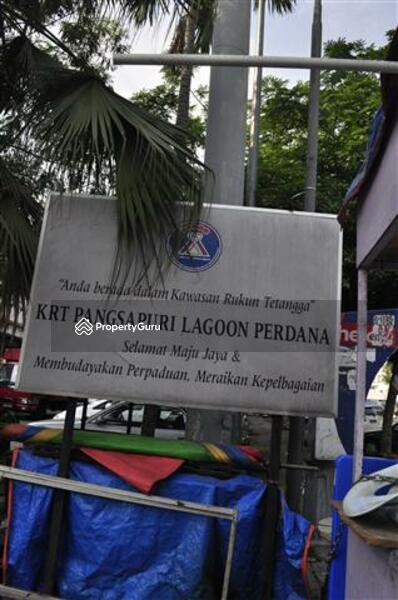 "Anda berada dalam Kawasan Rukun Tetangga"
KRT PANGSAPURI LAGOON PERDANA
PropertyGuru
Selamat Maju Jaya &
Membudayakan Perpaduan, Meraikan Kepelbagaian